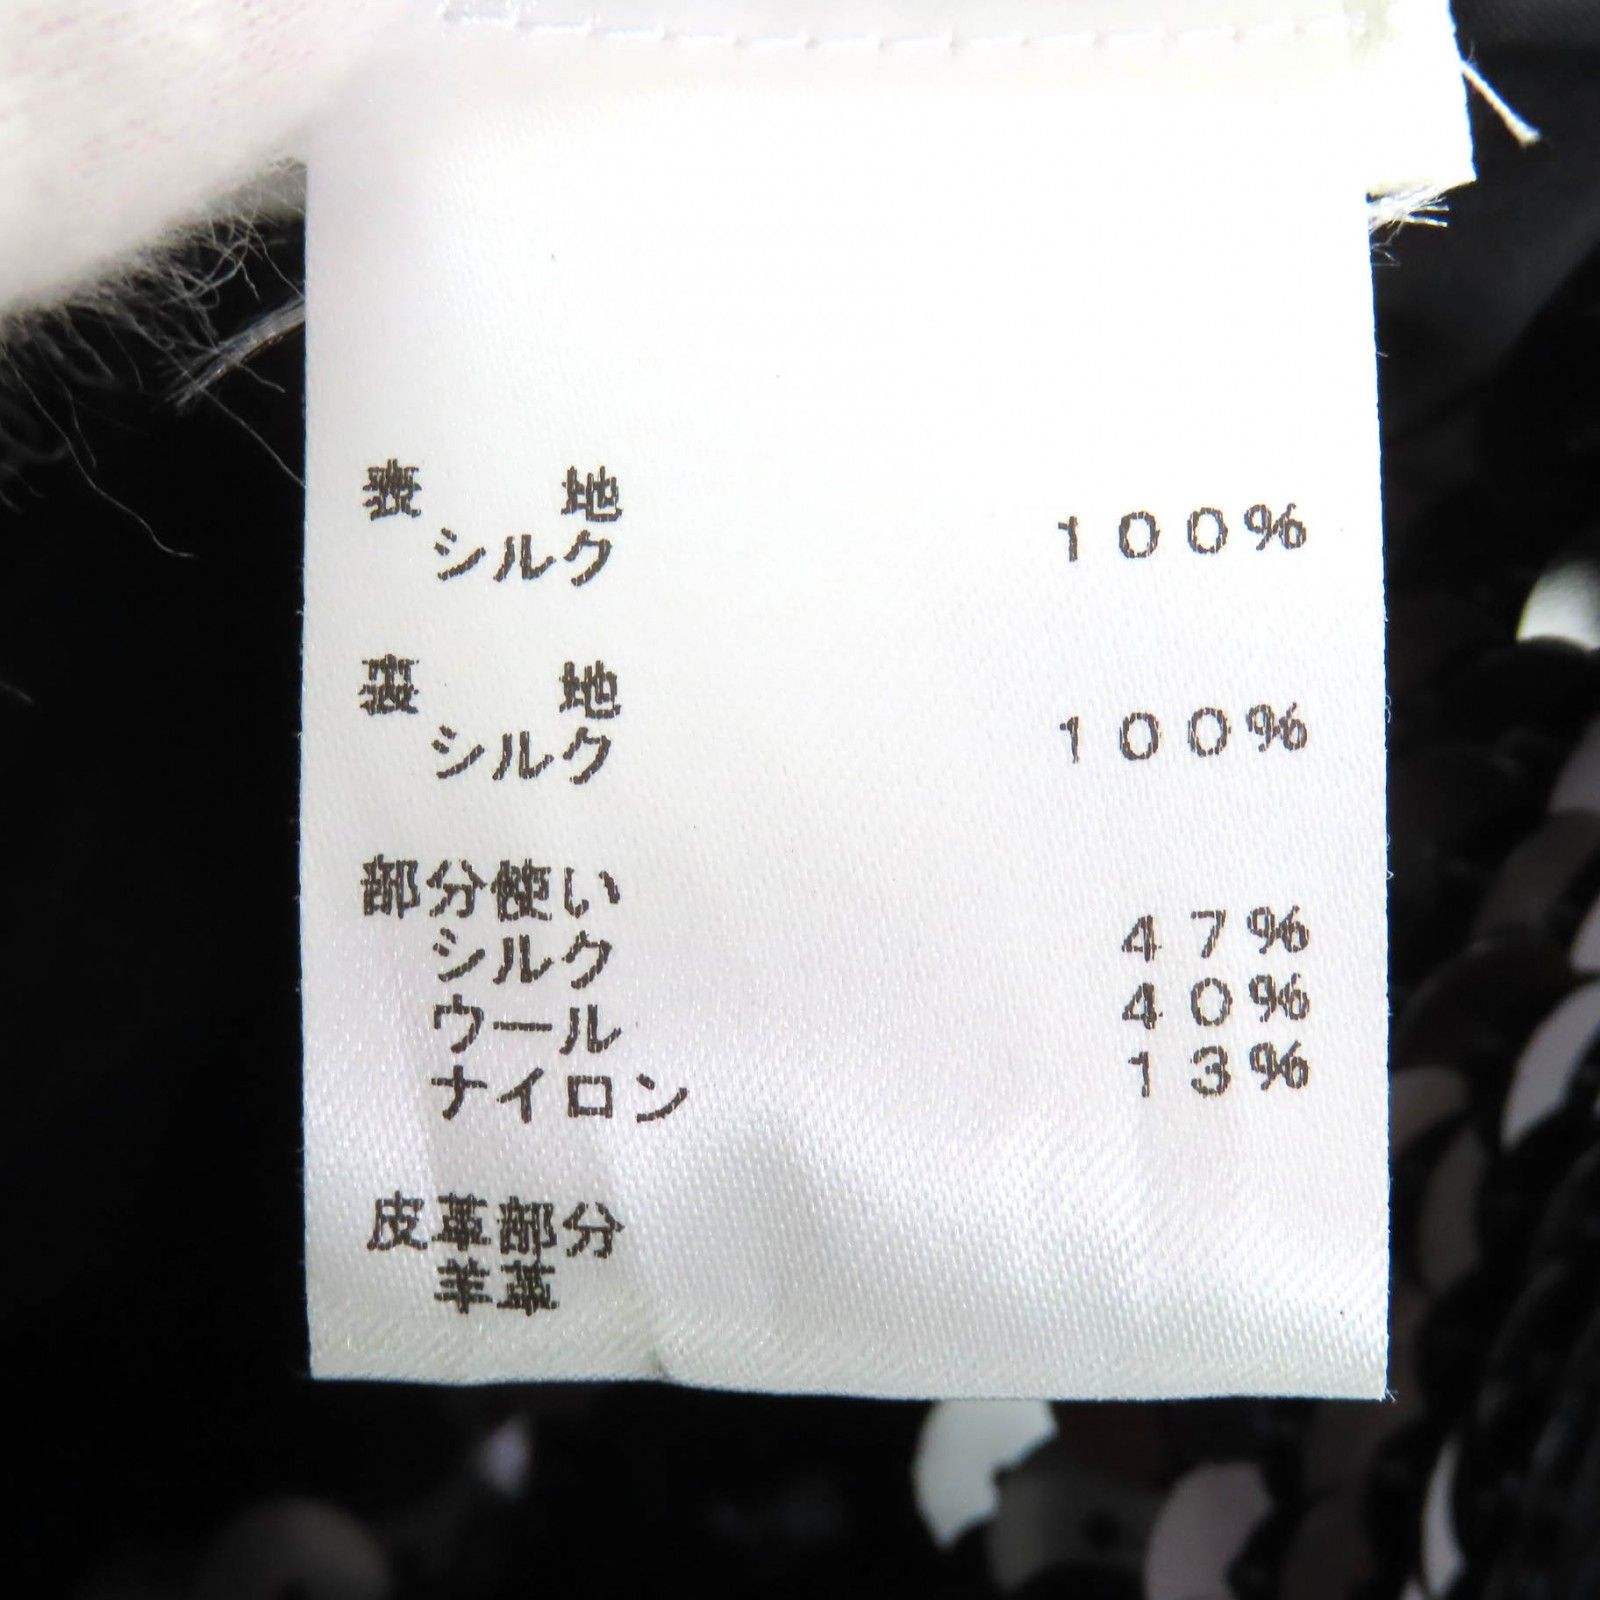 表　地
シルク 100%
裏　地
シルク 100%
部分使い
シルク 47%
ウール 40%
ナイロン 13%
皮革部分
羊革